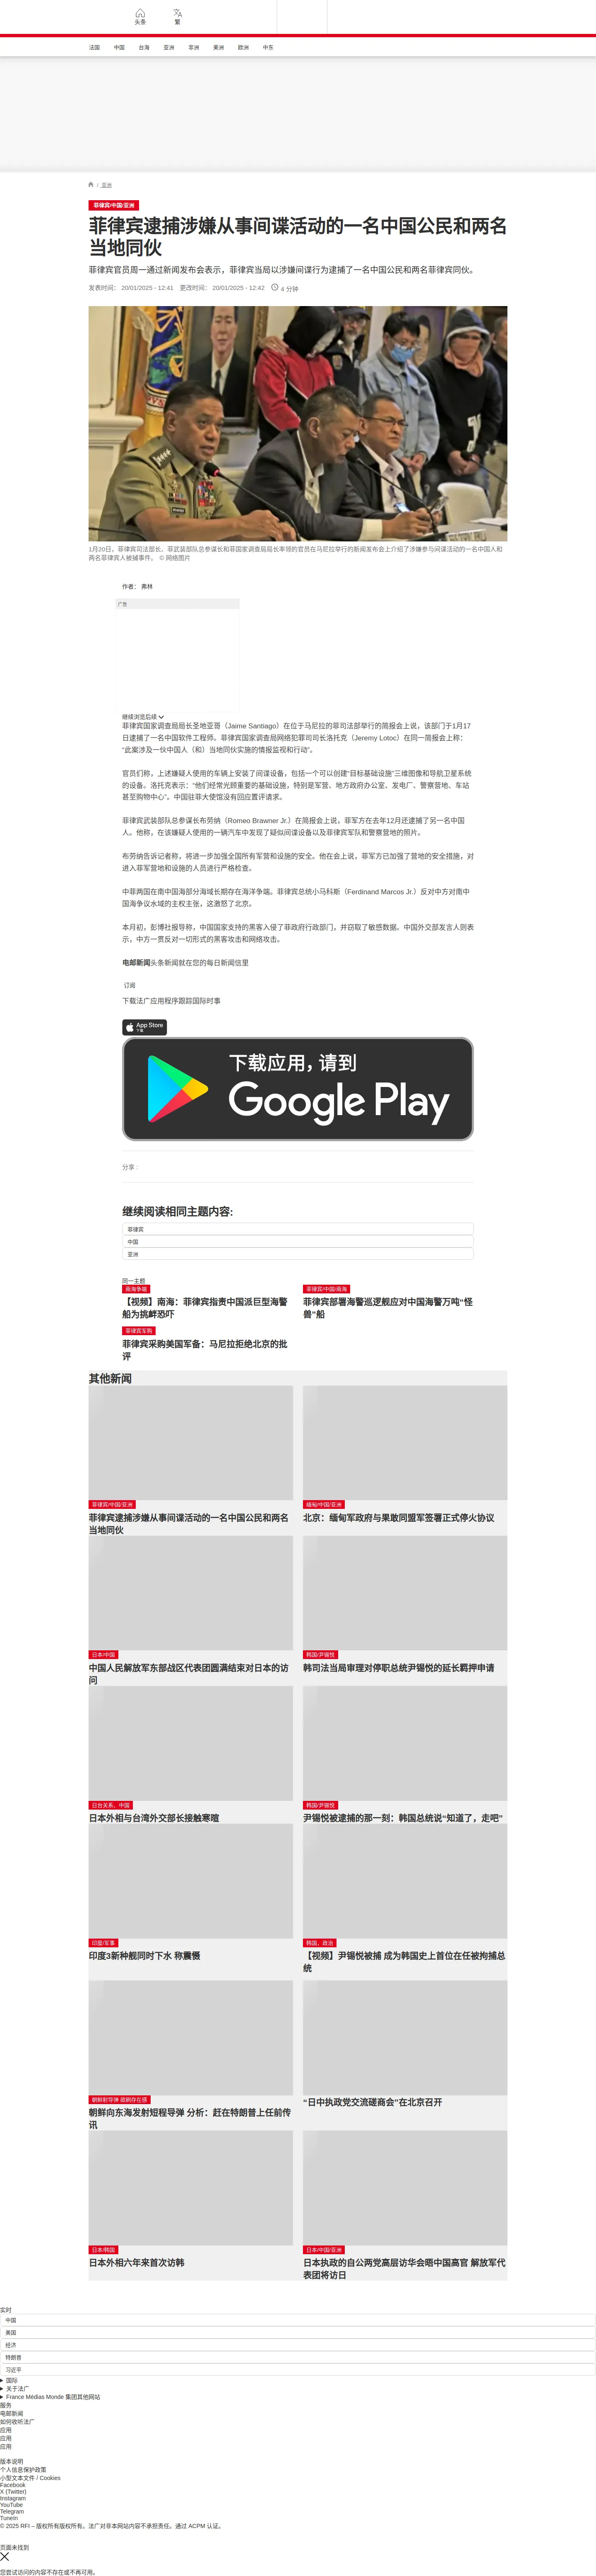 头条
繁
法国 中国 台海 亚洲 非洲 美洲 欧洲 中东
/ 亚洲
菲律宾/中国/亚洲
菲律宾逮捕涉嫌从事间谍活动的一名中国公民和两名
当地同伙
菲律宾官员周一通过新闻发布会表示，菲律宾当局以涉嫌间谍行为逮捕了一名中国公民和两名菲律宾同伙。
发表时间： 20/01/2025 - 12:41 更改时间： 20/01/2025 - 12:42 4 分钟
1月20日，菲律宾司法部长、菲武装部队总参谋长和菲国家调查局局长率领的官员在马尼拉举行的新闻发布会上介绍了涉嫌参与间谍活动的一名中国人和
两名菲律宾人被捕事件。 © 网络图片
作者： 弗林
广告
继续浏览后续
菲律宾国家调查局局长圣地亚哥（Jaime Santiago）在位于马尼拉的菲司法部举行的简报会上说，该部门于1月17
日逮捕了一名中国软件工程师。菲律宾国家调查局网络犯罪司司长洛托克（Jeremy Lotoc）在同一简报会上称：
“此案涉及一伙中国人（和）当地同伙实施的情报监视和行动”。
官员们称，上述嫌疑人使用的车辆上安装了间谍设备，包括一个可以创建“目标基础设施”三维图像和导航卫星系统
的设备。洛托克表示：“他们经常光顾重要的基础设施，特别是军营、地方政府办公室、发电厂、警察营地、车站
甚至购物中心”。中国驻菲大使馆没有回应置评请求。
菲律宾武装部队总参谋长布劳纳（Romeo Brawner Jr.）在简报会上说，菲军方在去年12月还逮捕了另一名中国
人。他称，在该嫌疑人使用的一辆汽车中发现了疑似间谍设备以及菲律宾军队和警察营地的照片。
布劳纳告诉记者称，将进一步加强全国所有军营和设施的安全。他在会上说，菲军方已加强了营地的安全措施，对
进入菲军营地和设施的人员进行严格检查。
中菲两国在南中国海部分海域长期存在海洋争端。菲律宾总统小马科斯（Ferdinand Marcos Jr.）反对中方对南中
国海争议水域的主权主张，这激怒了北京。
本月初，彭博社报导称，中国国家支持的黑客入侵了菲政府行政部门，并窃取了敏感数据。中国外交部发言人则表
示，中方一贯反对一切形式的黑客攻击和网络攻击。
电邮新闻头条新闻就在您的每日新闻信里
订阅
下载法广应用程序跟踪国际时事
App Store
下载
下载应用，请到
Google Play
分享 :
继续阅读相同主题内容:
菲律宾
中国
亚洲
同一主题
南海争端
【视频】南海：菲律宾指责中国派巨型海警
船为挑衅恐吓
菲律宾/中国/南海
菲律宾部署海警巡逻舰应对中国海警万吨“怪
兽”船
菲律宾军购
菲律宾采购美国军备：马尼拉拒绝北京的批
评
其他新闻
菲律宾/中国/亚洲
菲律宾逮捕涉嫌从事间谍活动的一名中国公民和两名
当地同伙
缅甸/中国/亚洲
北京：缅甸军政府与果敢同盟军签署正式停火协议
日本/中国
中国人民解放军东部战区代表团圆满结束对日本的访
问
韩国/尹锡悦
韩司法当局审理对停职总统尹锡悦的延长羁押申请
日台关系、中国
日本外相与台湾外交部长接触寒暄
韩国/尹锡悦
尹锡悦被逮捕的那一刻：韩国总统说“知道了，走吧”
印度/军事
印度3新种舰同时下水 称震慑
韩国，政治
【视频】尹锡悦被捕 成为韩国史上首位在任被拘捕总
统
朝鲜射导弹 欲刷存在感
朝鲜向东海发射短程导弹 分析：赶在特朗普上任前传
讯
“日中执政党交流磋商会”在北京召开
日本/韩国
日本外相六年来首次访韩
日本/中国/亚洲
日本执政的自公两党高层访华会晤中国高官 解放军代
表团将访日
实时
中国
美国
经济
特朗普
习近平
国际
关于法广
France Médias Monde 集团其他网站
服务
电邮新闻
如何收听法广
应用
应用
应用
版本说明
个人信息保护政策
小型文本文件 / Cookies
Facebook
X (Twitter)
Instagram
YouTube
Telegram
TuneIn
© 2025 RFI – 版权所有版权所有。法广对非本网站内容不承担责任。通过 ACPM 认证。
页面未找到
您尝试访问的内容不存在或不再可用。